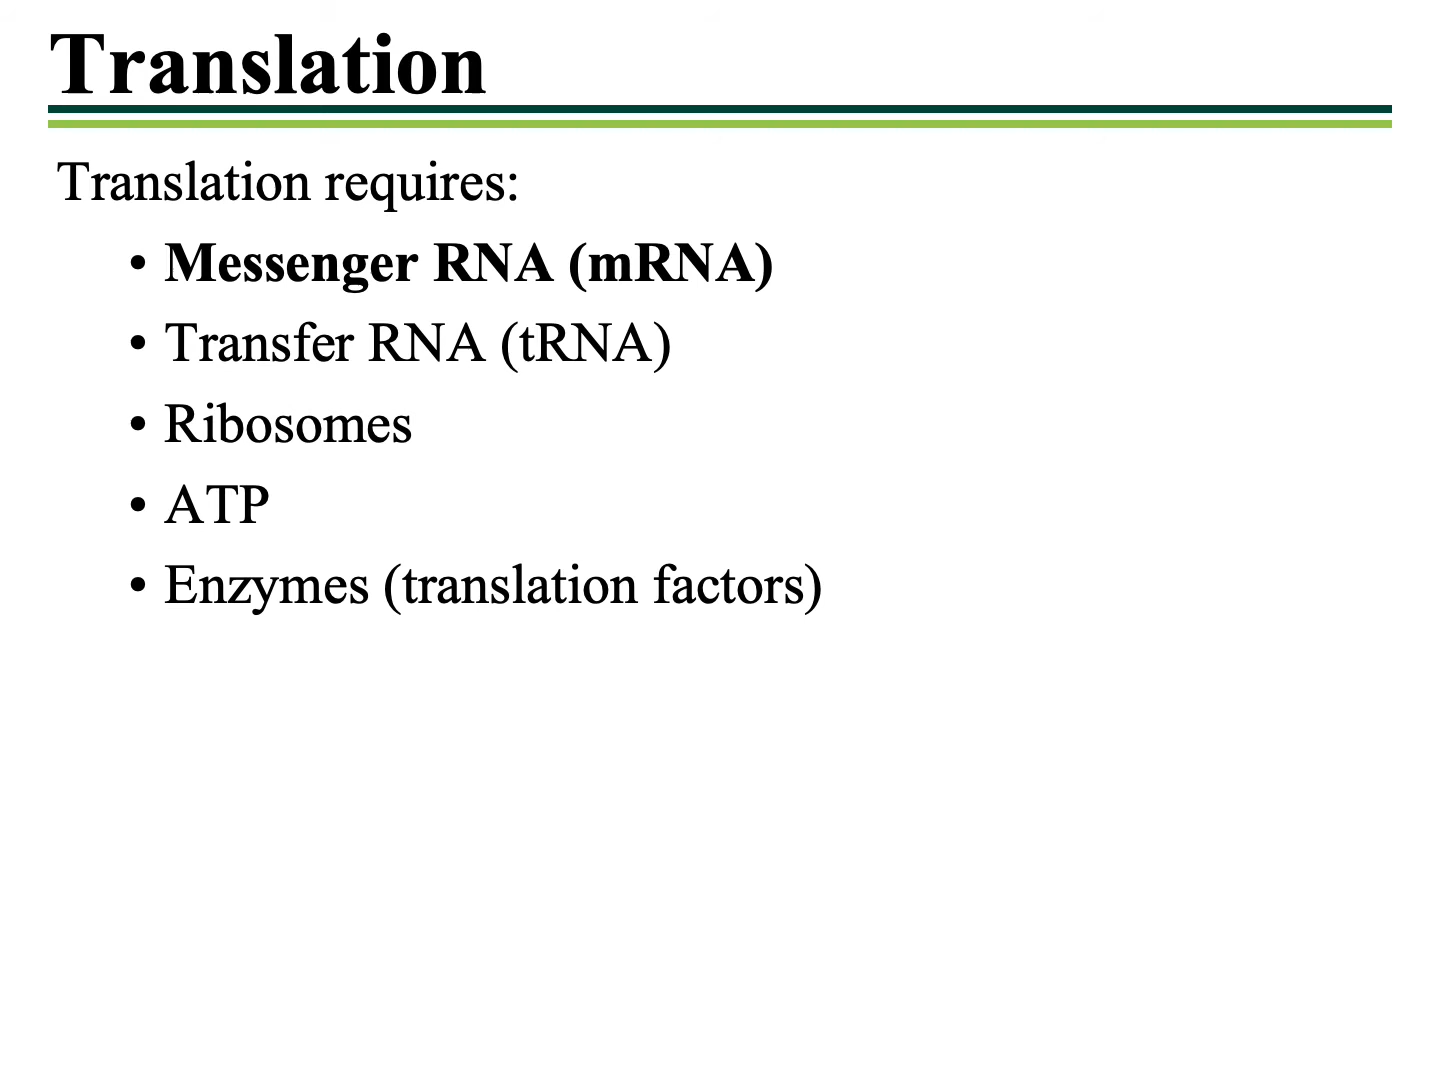 Translation
Translation requires:
• Messenger RNA (mRNA)
• Transfer RNA (tRNA)
• Ribosomes
• ATP
• Enzymes (translation factors)